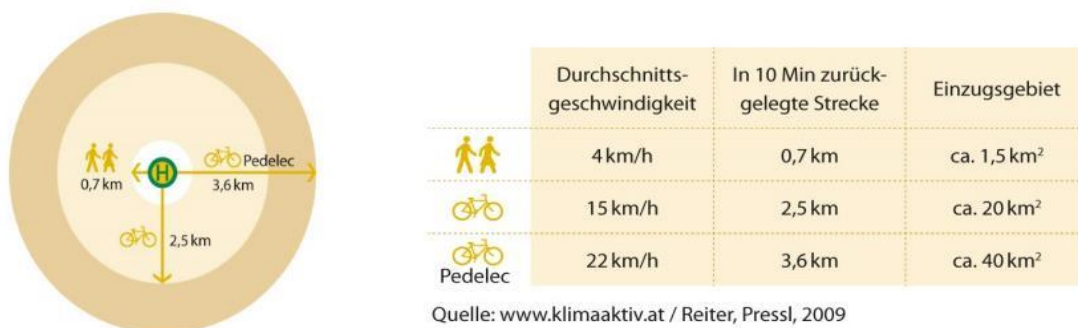 H
Pedelec
0,7 km
3,6 km
2,5 km
Durchschnitts-
geschwindigkeit
In 10 Min zurück-
gelegte Strecke
Einzugsgebiet
4 km/h 0,7 km ca. 1,5 km²
15 km/h 2,5 km ca. 20 km²
Pedelec 22 km/h 3,6 km ca. 40 km²
Quelle: www.klimaaktiv.at / Reiter, Pressl, 2009